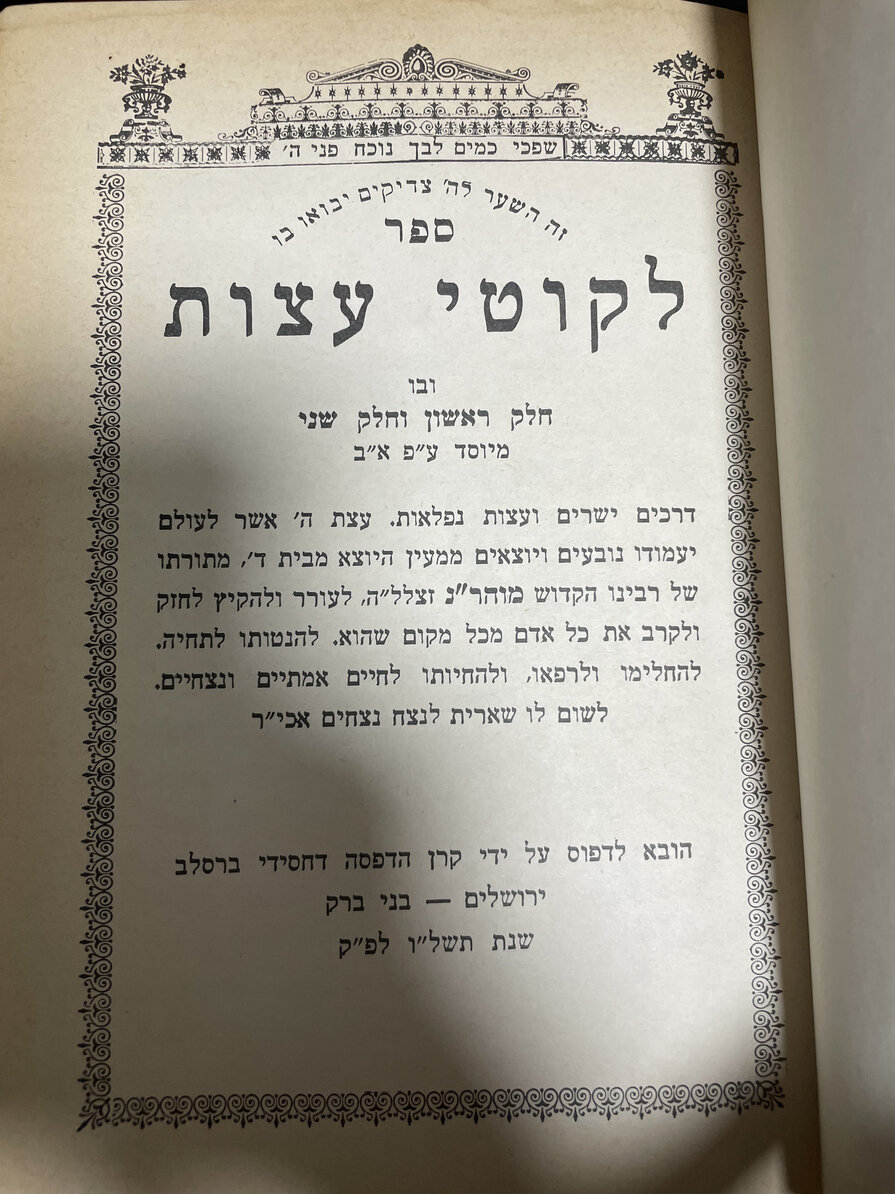 שפכי כמים לבך נוכח פני ה׳
זה השער לה׳ צדיקים יבואו בו
ספר
לקוטי עצות
ובו
חלק ראשון וחלק שני
מיוסד ע״פ א״ב
דרכים ישרים ועצות נפלאות. עצת ה׳ אשר לעולם
יעמודו נובעים ויוצאים ממעין היוצא מבית ד׳, מתורתו
של רבינו הקדוש מוהר״נ זצלל״ה, לעורר ולהקיץ לחזק
ולקרב את כל אדם מכל מקום שהוא. להנטותו לתחיה.
להחלימו ולרפאו, ולהחיותו לחיים אמתיים ונצחיים.
לשום לו שארית לנצח נצחים אכי״ר
הובא לדפוס על ידי קרן הדפסה דחסידי ברסלב
ירושלים — בני ברק
שנת תשל״ו לפ״ק